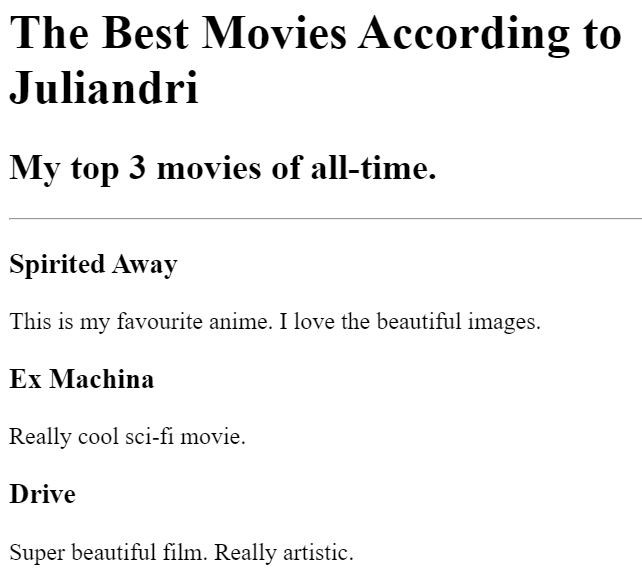 The Best Movies According to
Juliandri
My top 3 movies of all-time.
Spirited Away
This is my favourite anime. I love the beautiful images.
Ex Machina
Really cool sci-fi movie.
Drive
Super beautiful film. Really artistic.